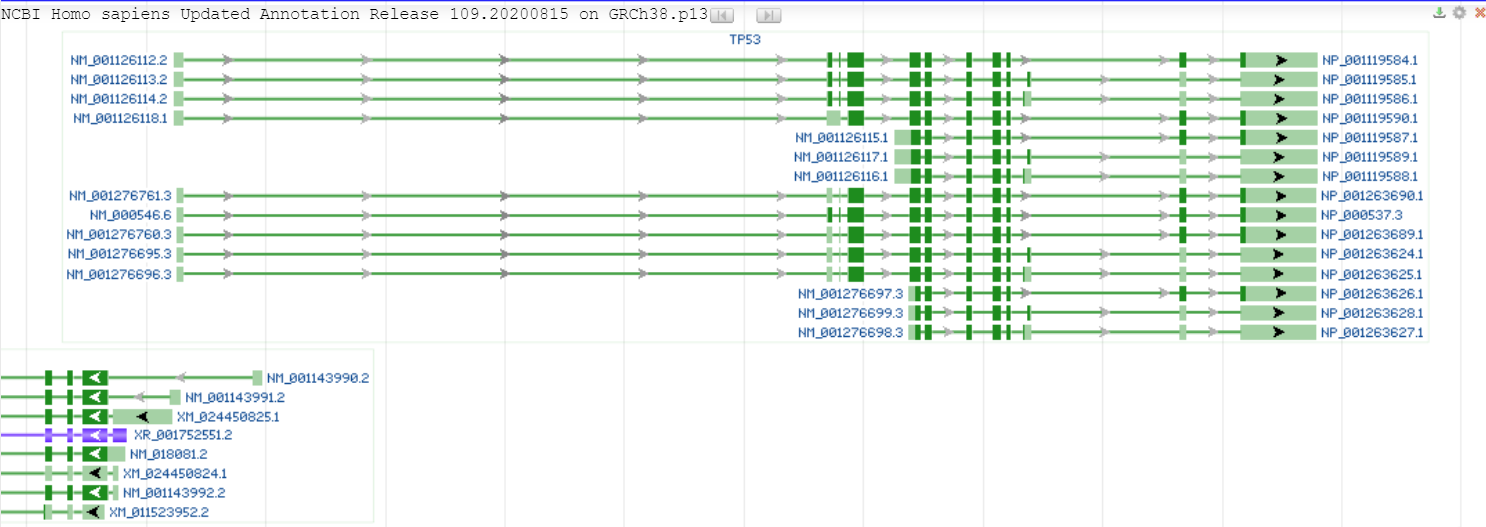 NCBI Homo sapiens Updated Annotation Release 109.20200815 on GRCh38.p13
TP53
NM_001126112.2 NP_001119584.1
NM_001126113.2 NP_001119585.1
NM_001126114.2 NP_001119586.1
NM_001126118.1 NP_001119590.1
NM_001126115.1 NP_001119587.1
NM_001126117.1 NP_001119589.1
NM_001126116.1 NP_001119588.1
NM_001276761.3 NP_001263690.1
NM_000546.6 NP_000537.3
NM_001276760.3 NP_001263689.1
NM_001276695.3 NP_001263624.1
NM_001276696.3 NP_001263625.1
NM_001276697.3 NP_001263626.1
NM_001276699.3 NP_001263628.1
NM_001276698.3 NP_001263627.1
NM_001143990.2
NM_001143991.2
XM_024450825.1
XR_001752551.2
NM_018081.2
XM_024450824.1
NM_001143992.2
XM_011523952.2